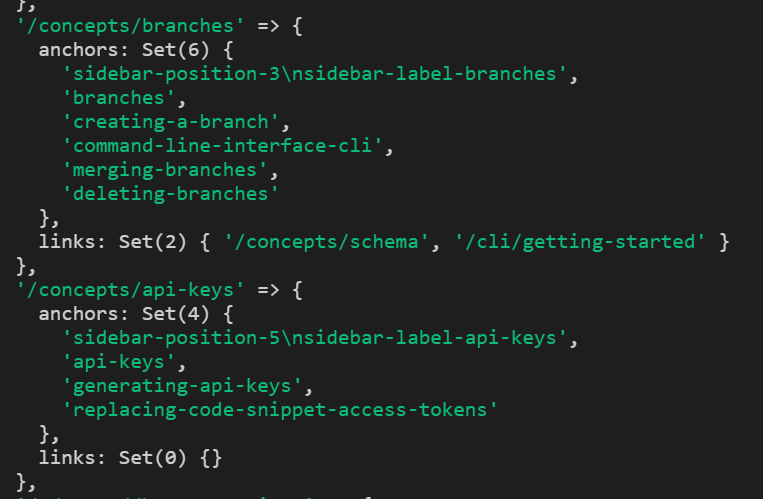 },
'/concepts/branches' => {
  anchors: Set(6) {
    'sidebar-position-3\nsidebar-label-branches',
    'branches',
    'creating-a-branch',
    'command-line-interface-cli',
    'merging-branches',
    'deleting-branches'
  },
  links: Set(2) { '/concepts/schema', '/cli/getting-started' }
},
'/concepts/api-keys' => {
  anchors: Set(4) {
    'sidebar-position-5\nsidebar-label-api-keys',
    'api-keys',
    'generating-api-keys',
    'replacing-code-snippet-access-tokens'
  },
  links: Set(0) {}
},